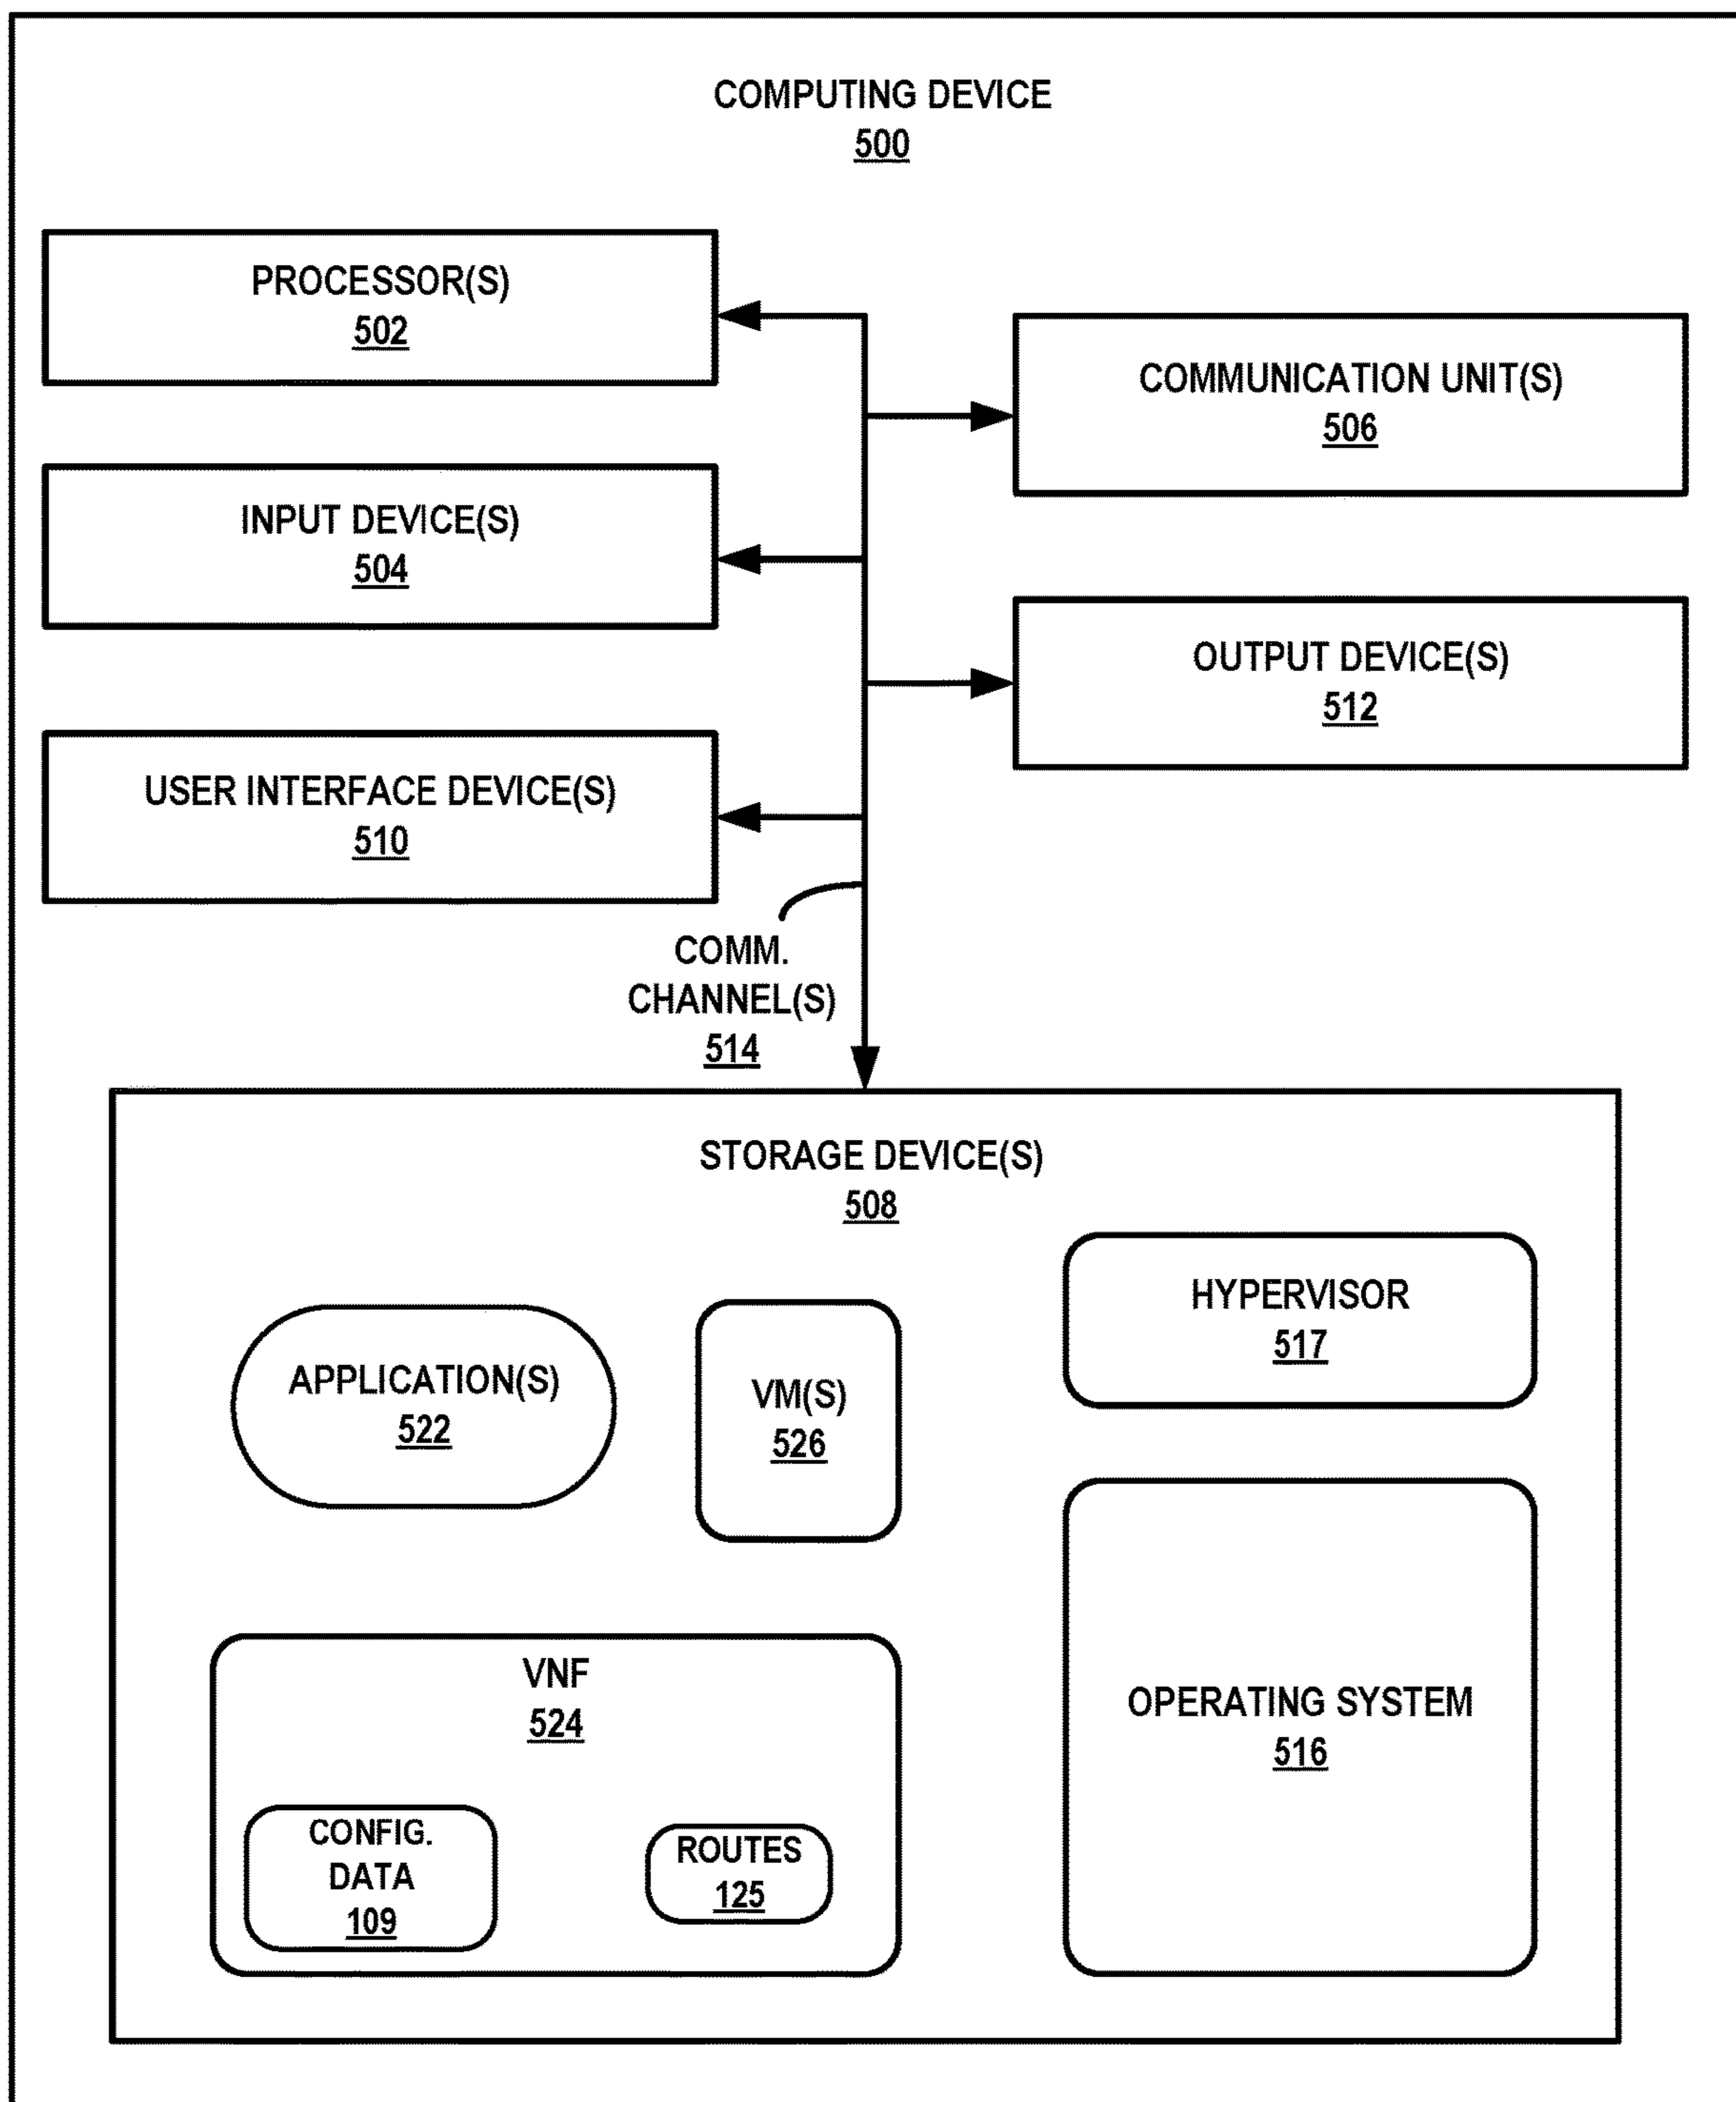 COMPUTING DEVICE
500
PROCESSOR(S)
502
COMMUNICATION UNIT(S)
506
INPUT DEVICE(S)
504
OUTPUT DEVICE(S)
512
USER INTERFACE DEVICE(S)
510
COMM.
CHANNEL(S)
514
STORAGE DEVICE(S)
508
HYPERVISOR
517
APPLICATION(S)
522
VM(S)
526
VNF
524
OPERATING SYSTEM
516
CONFIG.
DATA
109
ROUTES
125